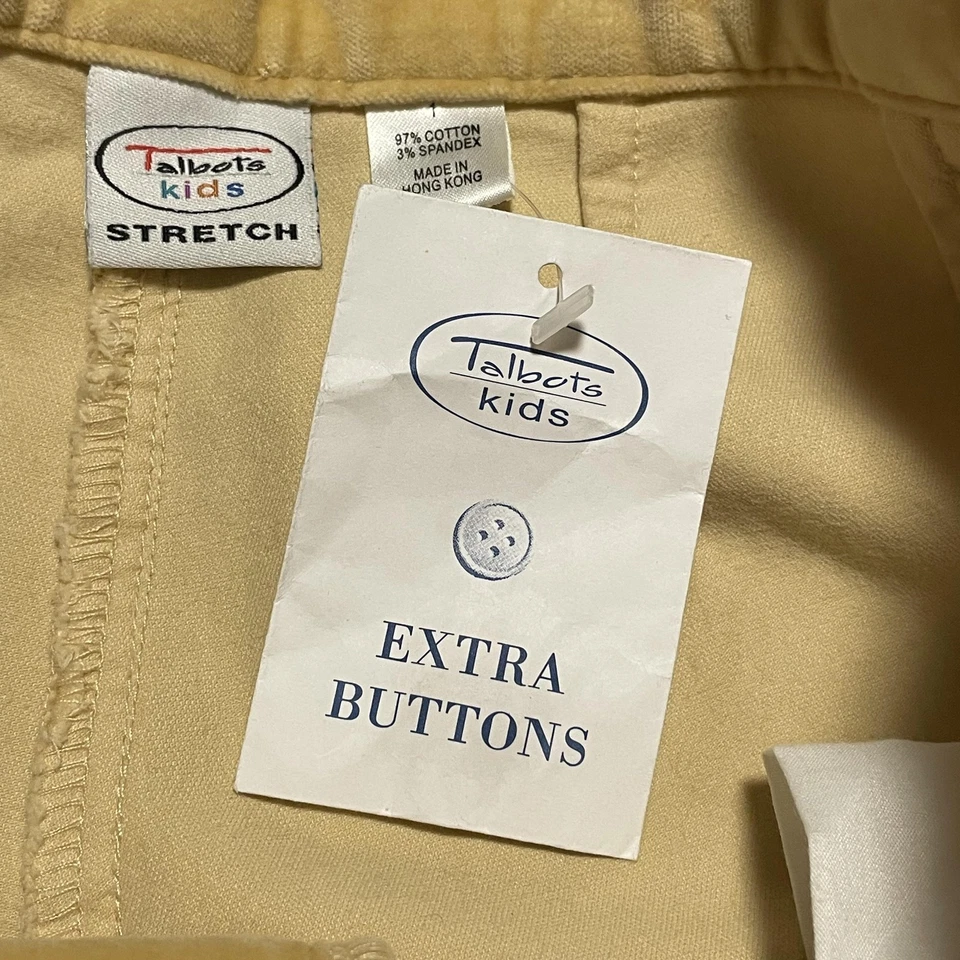 Talbots
kids
STRETCH
97% COTTON
3% SPANDEX
MADE IN
HONG KONG
Talbots
kids
EXTRA
BUTTONS